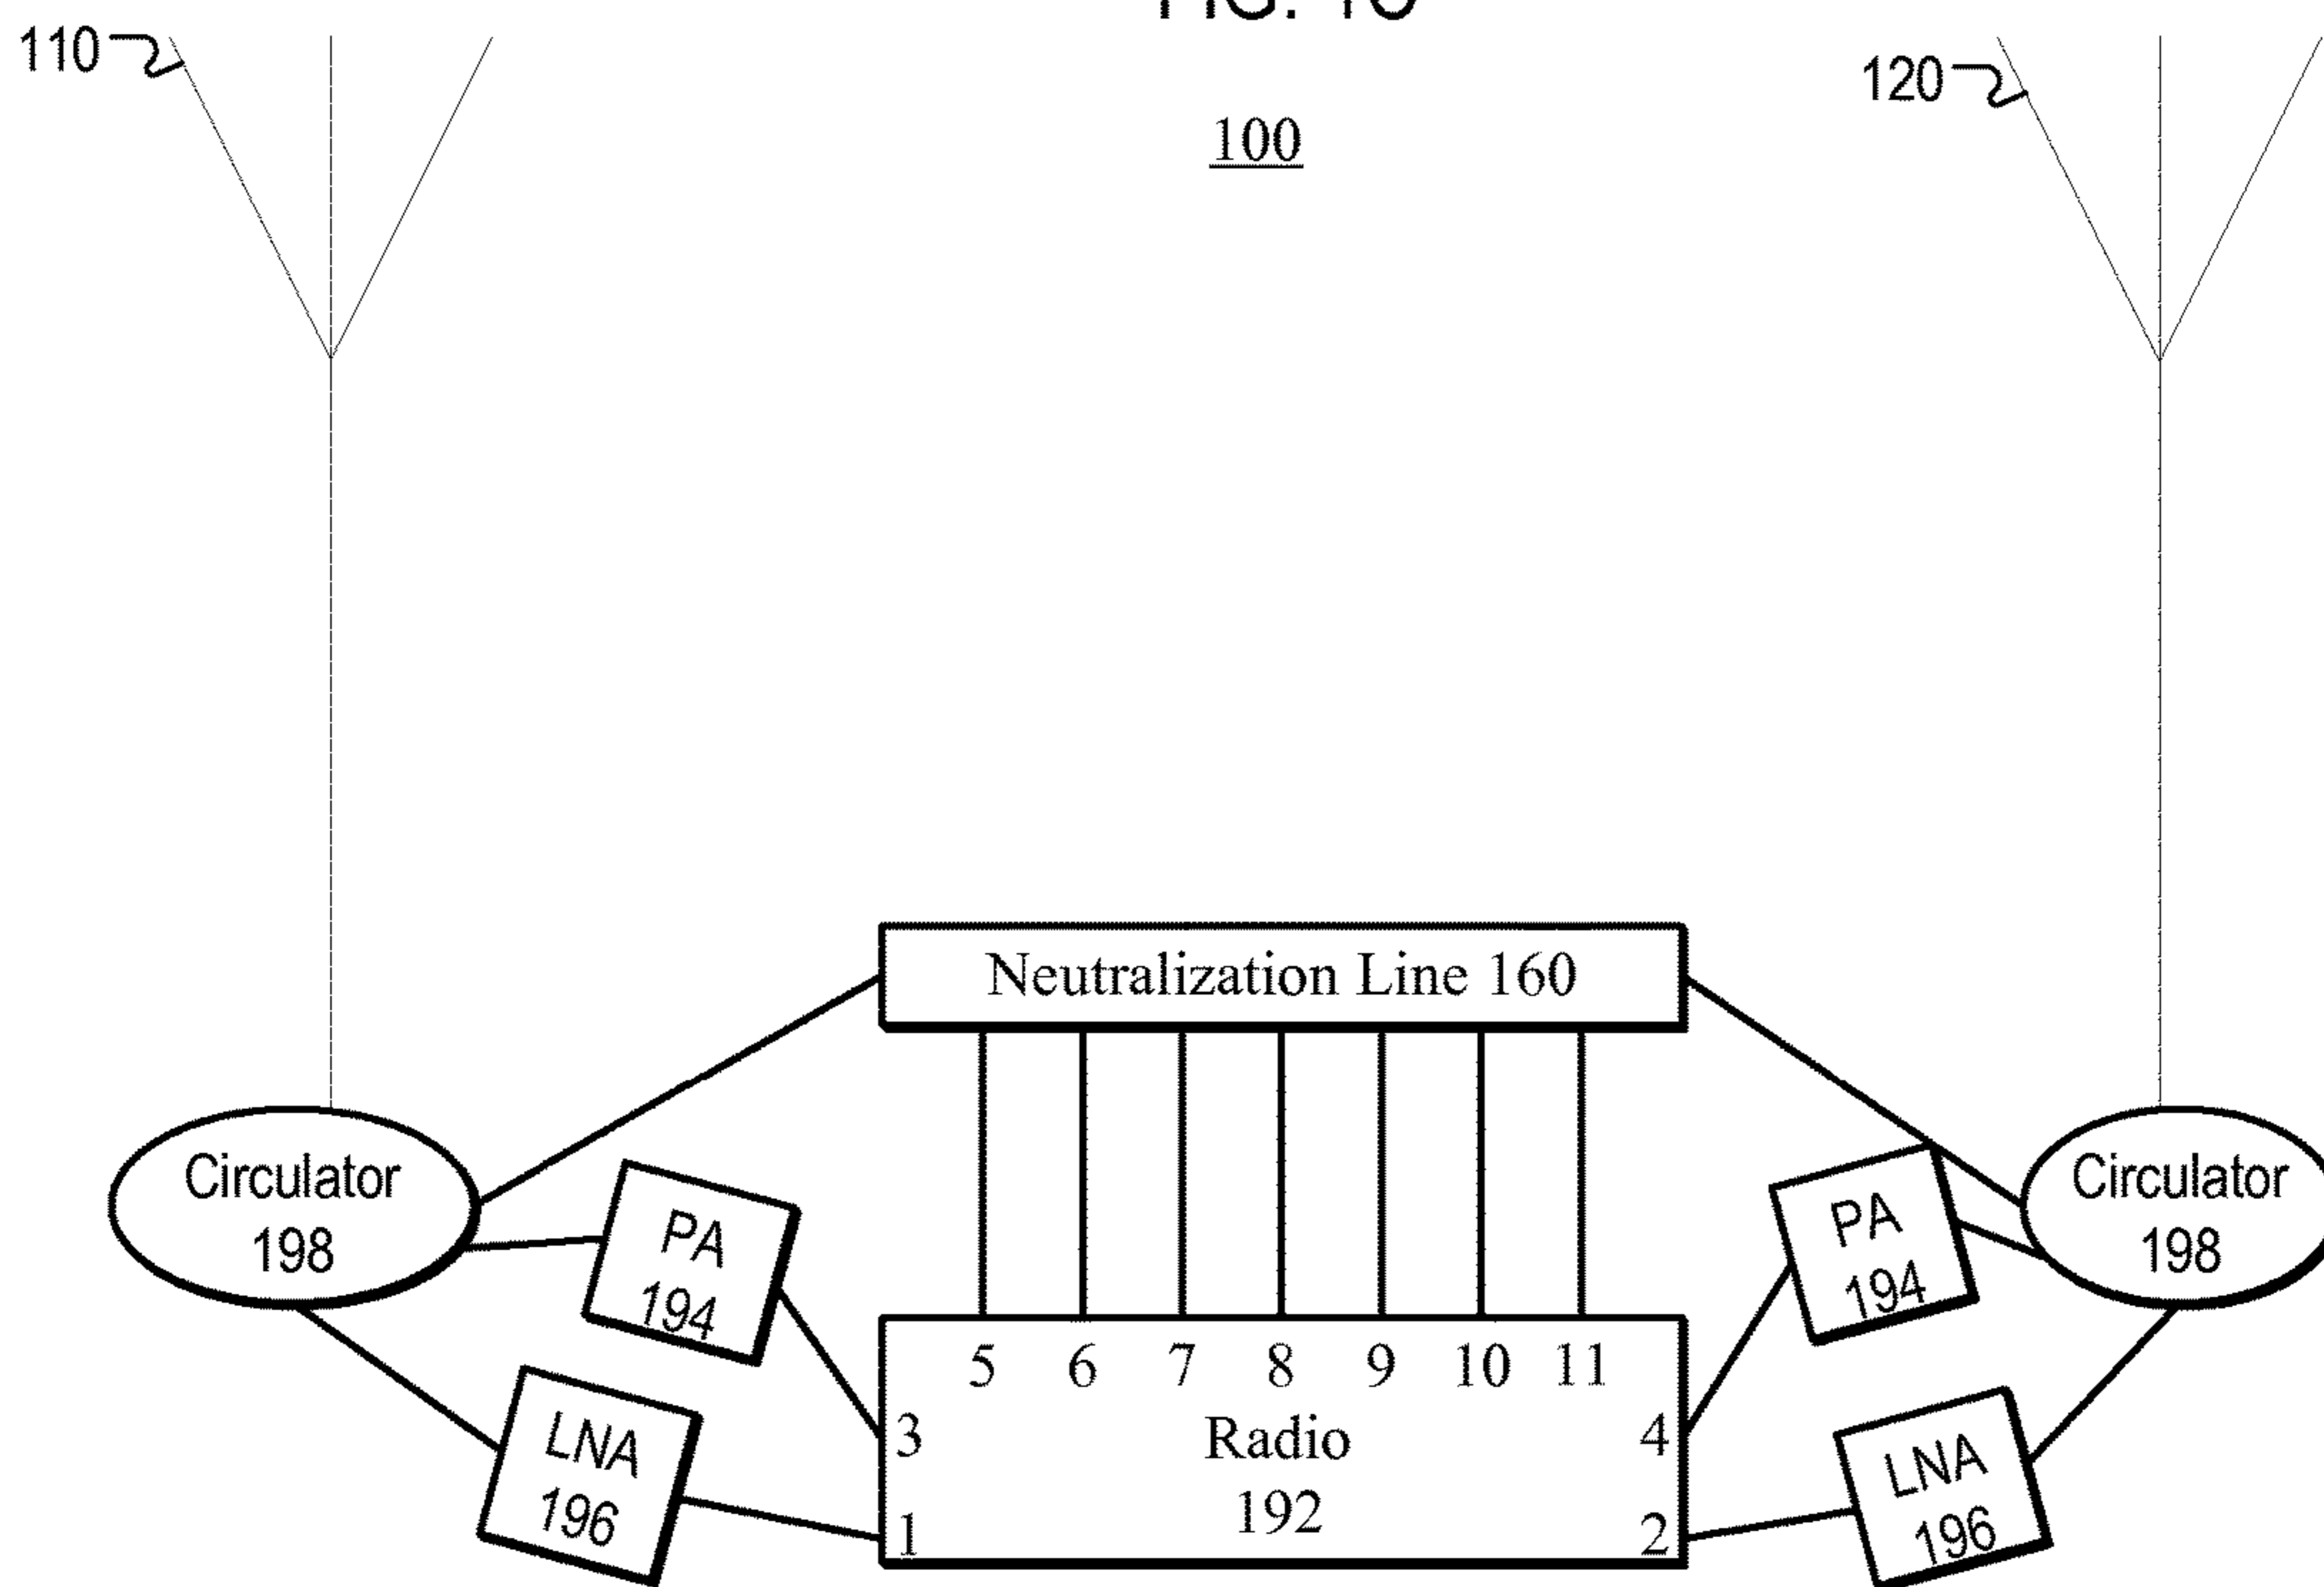 110
120
100
Neutralization Line 160
Circulator
198
PA
194
PA
194
Circulator
198
5 6 7 8 9 10 11
LNA
196
3
Radio
4
LNA
196
1
192
2